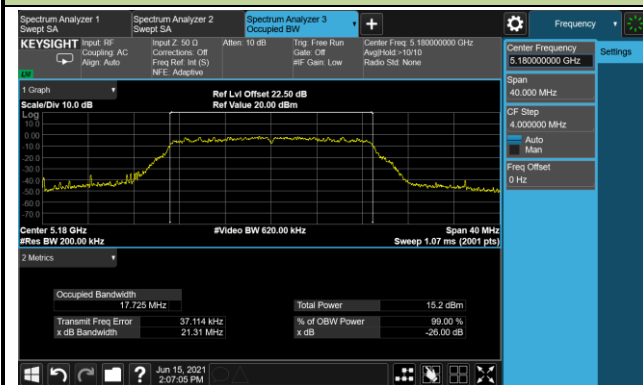 Spectrum Analyzer 1
Swept SA
Spectrum Analyzer 2
Swept SA
Spectrum Analyzer 3
Occupied BW
Frequency
KEYSIGHT
Input: RF
Coupling: AC
Align: Auto
Input Z: 50 Ω
Corrections: Off
Freq Ref: Int (S)
NFE: Adaptive
Atten: 10 dB
Trig: Free Run
Gate: Off
#IF Gain: Low
Center Freq: 5.180000000 GHz
Avg|Hold:>10/10
Radio Std: None
Center Frequency
5.180000000 GHz
Settings
Span
40.000 MHz
CF Step
4.000000 MHz
Auto
Man
Freq Offset
0 Hz
1 Graph
Scale/Div 10.0 dB
Ref Lvl Offset 22.50 dB
Ref Value 20.00 dBm
Log
10.0
0.00
-10.0
-20.0
-30.0
-40.0
-50.0
-60.0
-70.0
Center 5.18 GHz
#Res BW 200.00 kHz
#Video BW 620.00 kHz
Span 40 MHz
Sweep 1.07 ms (2001 pts)
2 Metrics
Occupied Bandwidth
17.725 MHz
Total Power
15.2 dBm
Transmit Freq Error
37.114 kHz
% of OBW Power
99.00 %
x dB Bandwidth
21.31 MHz
x dB
-26.00 dB
Jun 15, 2021
2:07:05 PM